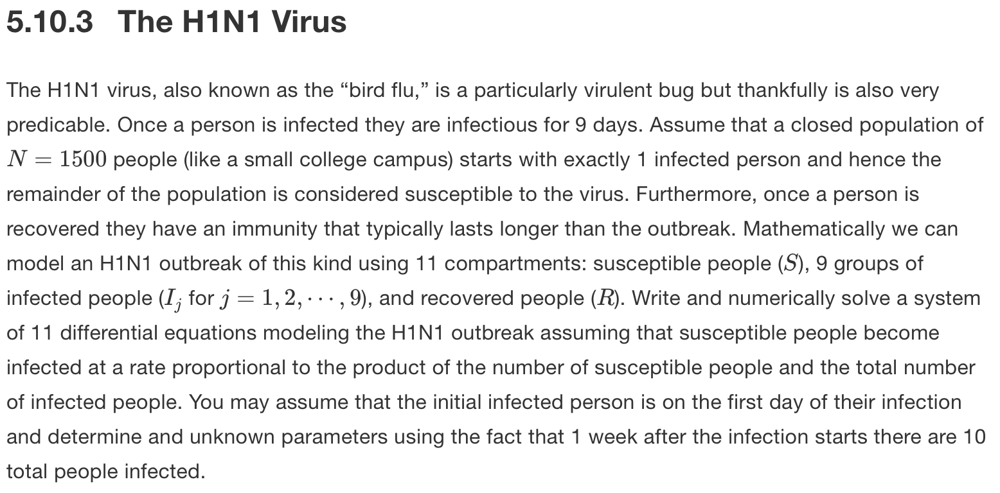 5.10.3 The H1N1 Virus
The H1N1 virus, also known as the “bird flu,” is a particularly virulent bug but thankfully is also very
predicable. Once a person is infected they are infectious for 9 days. Assume that a closed population of
N = 1500 people (like a small college campus) starts with exactly 1 infected person and hence the
remainder of the population is considered susceptible to the virus. Furthermore, once a person is
recovered they have an immunity that typically lasts longer than the outbreak. Mathematically we can
model an H1N1 outbreak of this kind using 11 compartments: susceptible people (S), 9 groups of
infected people (I_j for j = 1, 2, ⋯ , 9), and recovered people (R). Write and numerically solve a system
of 11 differential equations modeling the H1N1 outbreak assuming that susceptible people become
infected at a rate proportional to the product of the number of susceptible people and the total number
of infected people. You may assume that the initial infected person is on the first day of their infection
and determine and unknown parameters using the fact that 1 week after the infection starts there are 10
total people infected.